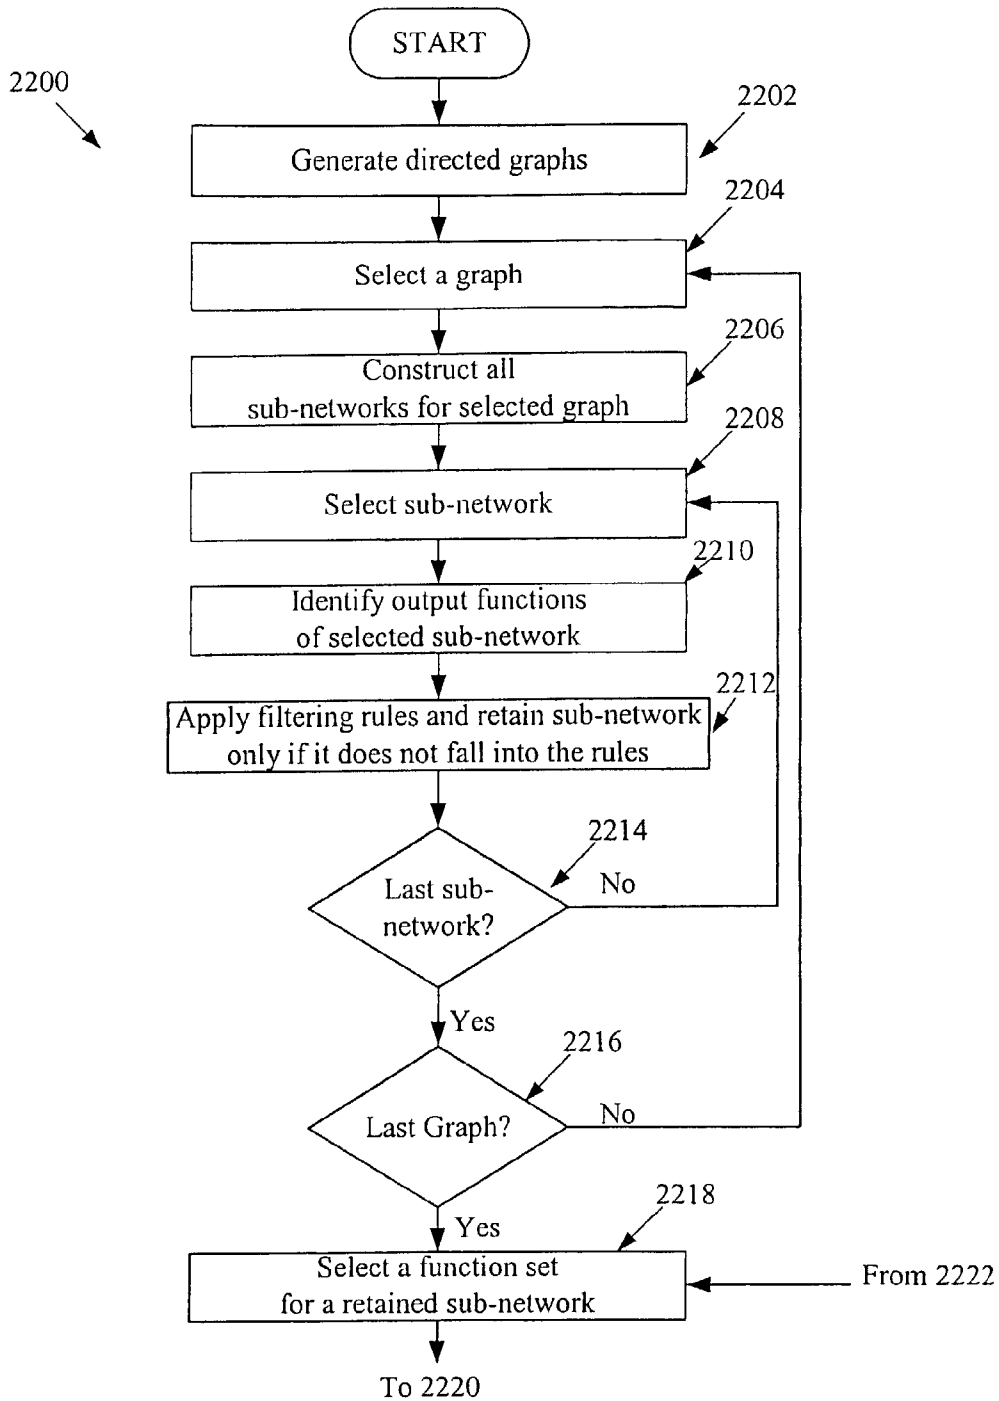 START
2200
2202
Generate directed graphs
2204
Select a graph
2206
Construct all
sub-networks for selected graph
2208
Select sub-network
2210
Identify output functions
of selected sub-network
2212
Apply filtering rules and retain sub-network
only if it does not fall into the rules
2214
Last sub-
network?
No
Yes
2216
Last Graph?
No
2218
Yes
Select a function set
for a retained sub-network
From 2222
To 2220